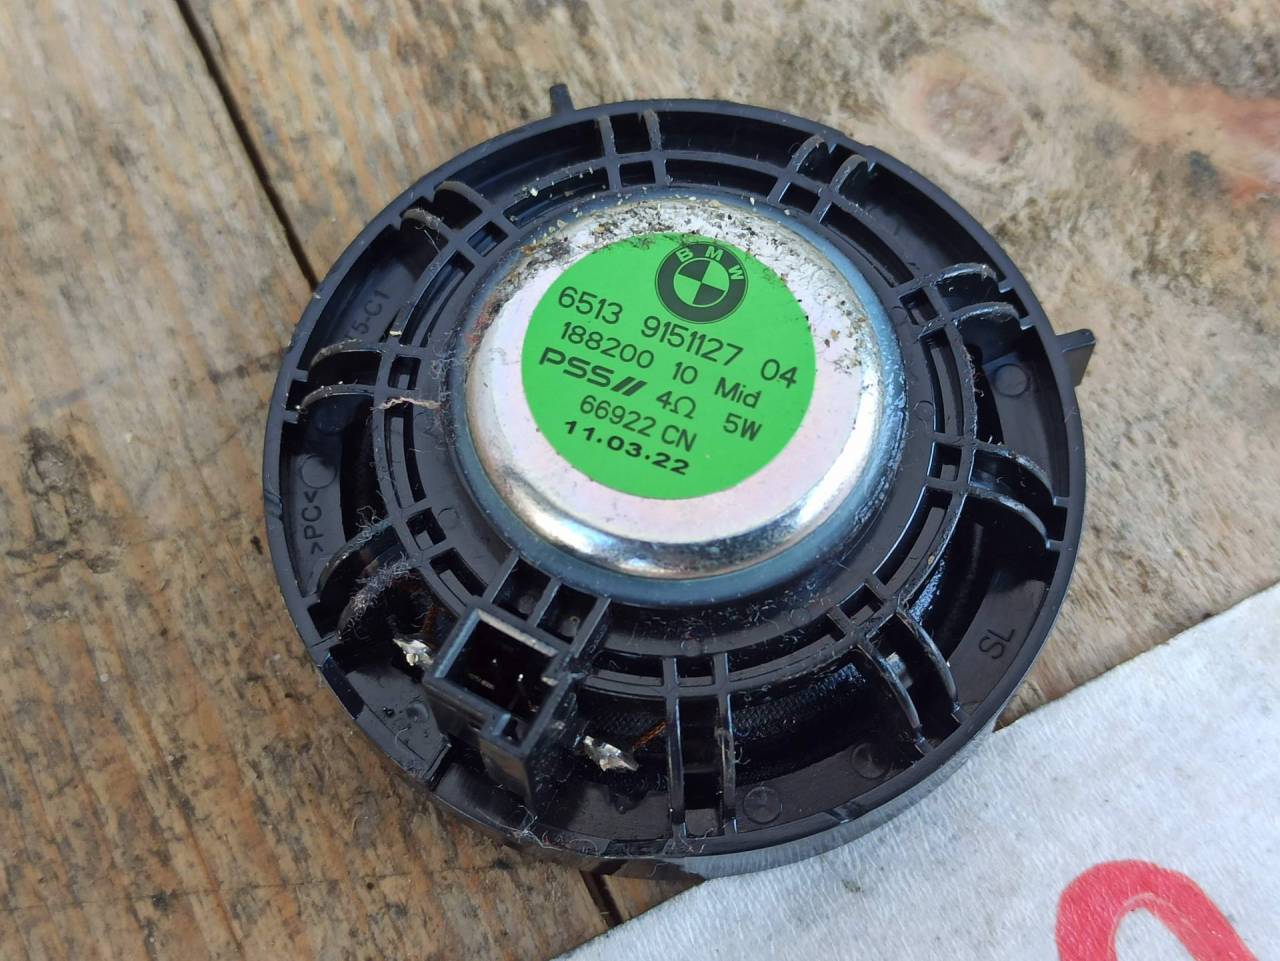 BMW
6513 9151127 04
188200 10 Mid
PSS// 4Ω 5W
66922 CN
11.03.22
>PC<
SL